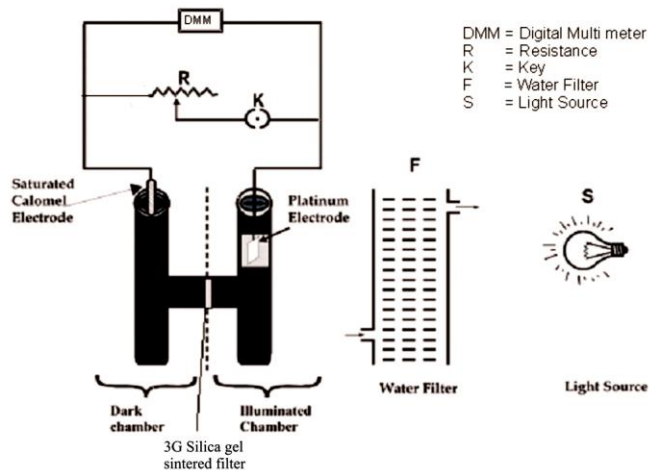 DMM
DMM = Digital Multi meter
R = Resistance
K = Key
F = Water Filter
S = Light Source
R
K
F
S
Saturated
Calomel
Electrode
Platinum
Electrode
Water Filter
Light Source
Dark
chamber
Illuminated
Chamber
3G Silica gel
sintered filter